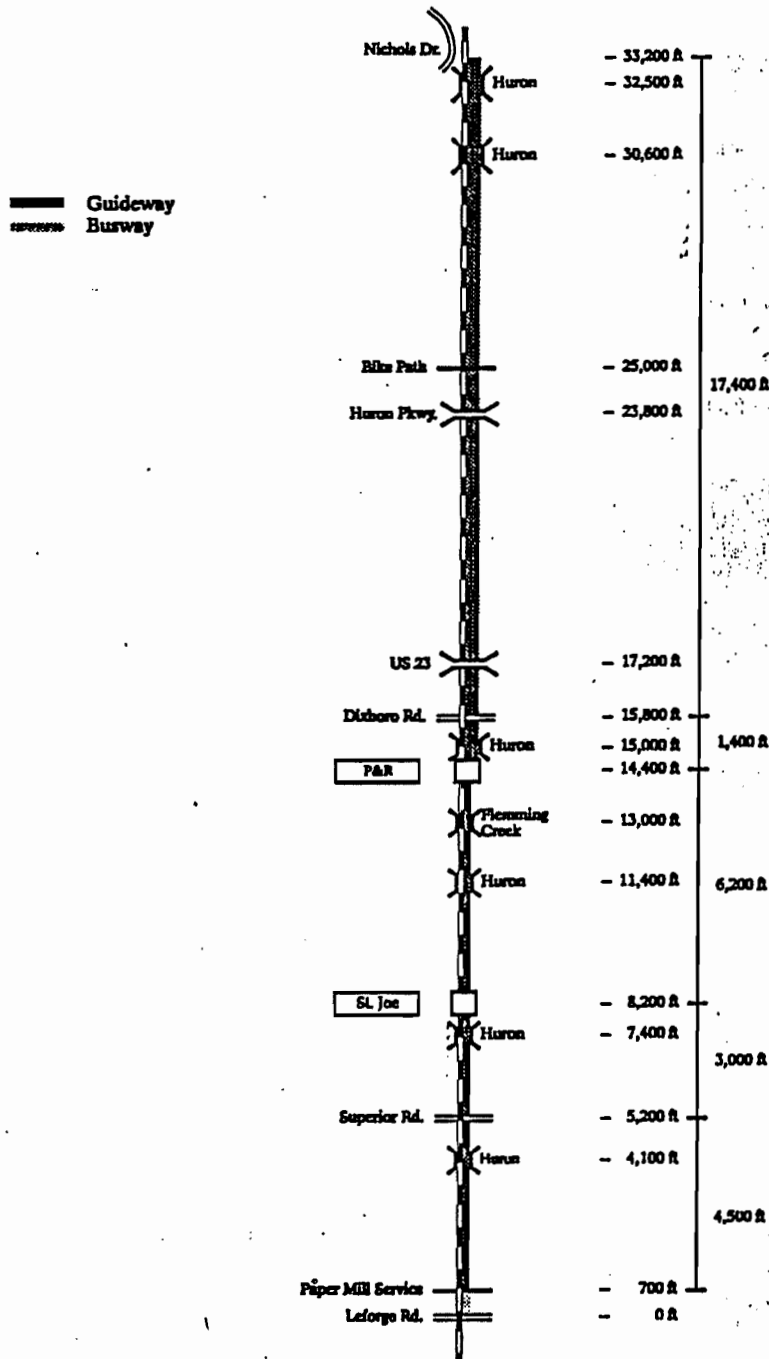 Nichols Dr.
– 33,200 ft
Huron
– 32,500 ft
Huron
– 30,600 ft
Guideway
Busway
Bike Path
– 25,000 ft
17,400 ft
Huron Pkwy.
– 23,800 ft
US 23
– 17,200 ft
Dixboro Rd.
– 15,800 ft
Huron
– 15,000 ft
1,400 ft
P&R
– 14,400 ft
Flemming
Creek
– 13,000 ft
Huron
– 11,400 ft
6,200 ft
St. Joe
– 8,200 ft
Huron
– 7,400 ft
3,000 ft
Superior Rd.
– 5,200 ft
Huron
– 4,100 ft
4,500 ft
Paper Mill Service
– 700 ft
Leforge Rd.
– 0 ft